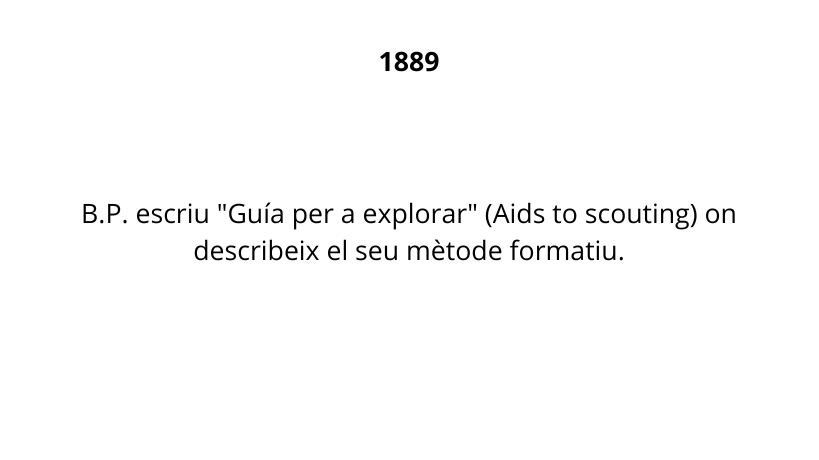 1889
B.P. escriu "Guía per a explorar" (Aids to scouting) on
describeix el seu mètode formatiu.